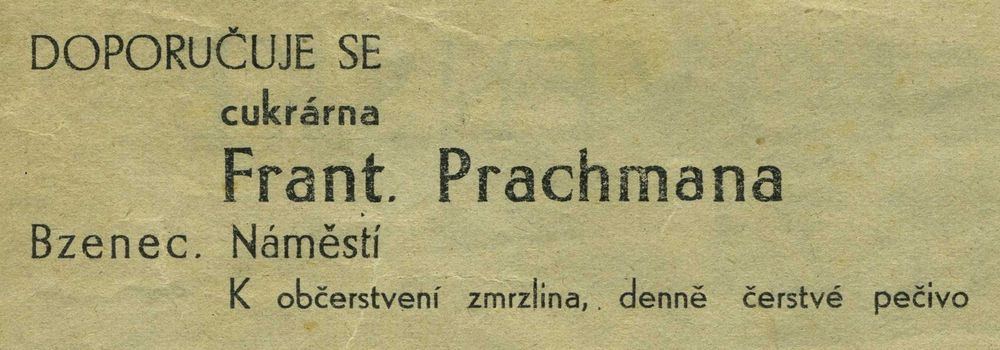 DOPORUČUJE SE
cukrárna
Frant. Prachmana
Bzenec. Náměstí
K občerstvení zmrzlina, denně čerstvé pečivo